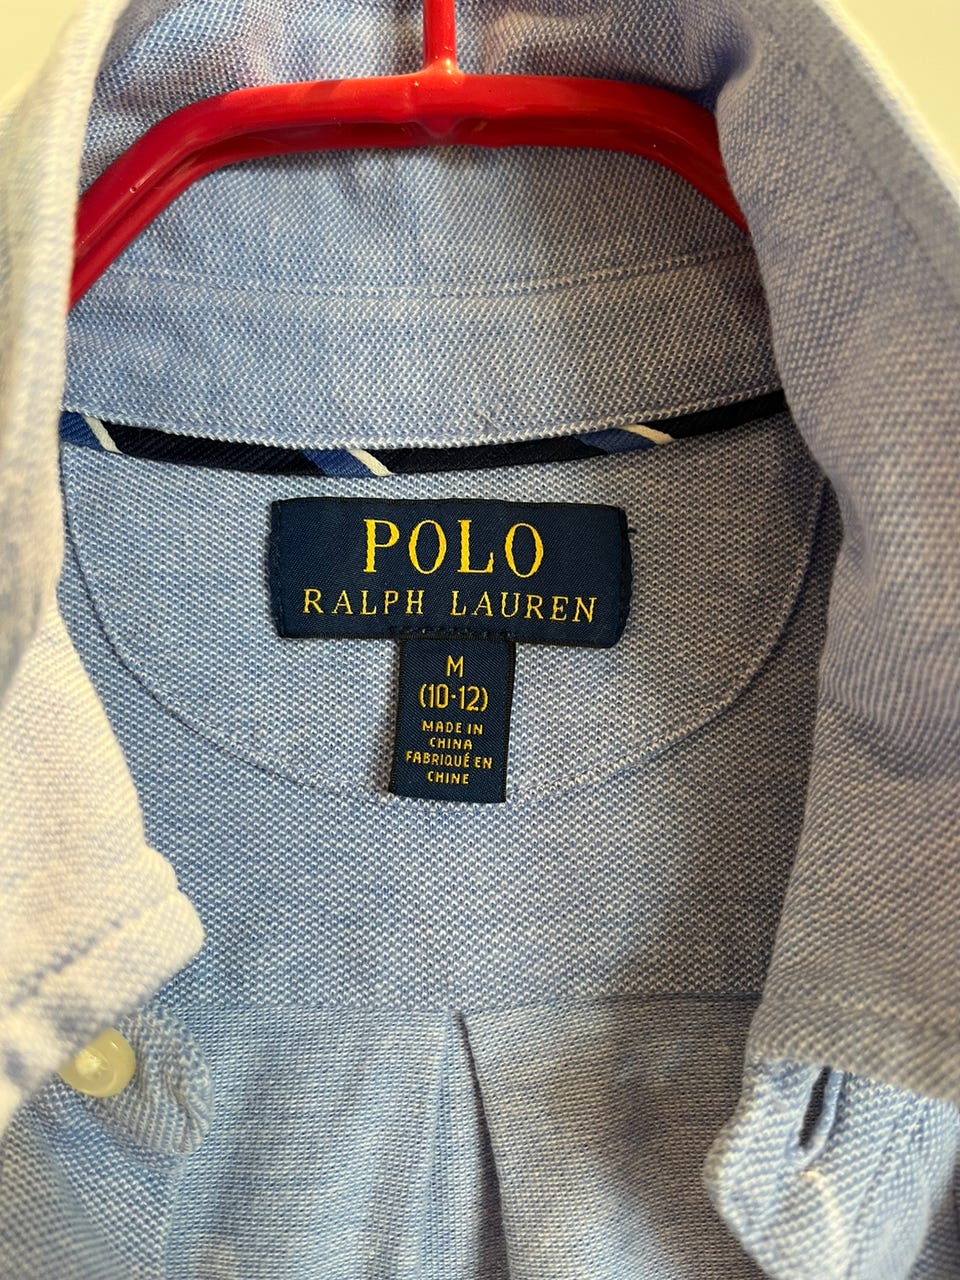 POLO
RALPH LAUREN
M
(10-12)
MADE IN
CHINA
FABRIQUÉ EN
CHINE